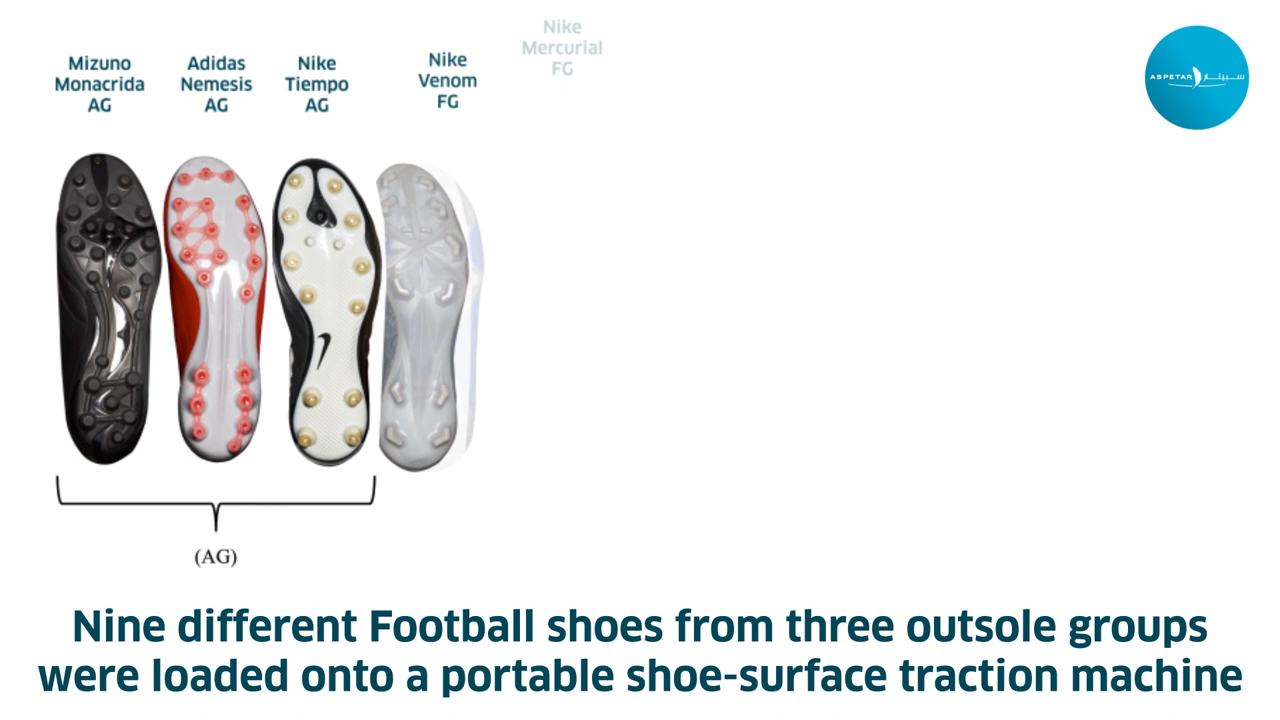 Mizuno
Monacrida
AG
Adidas
Nemesis
AG
Nike
Tiempo
AG
Nike
Venom
FG
Nike
Mercurial
FG
ASPETAR سبيتار
(AG)
Nine different Football shoes from three outsole groups
were loaded onto a portable shoe-surface traction machine